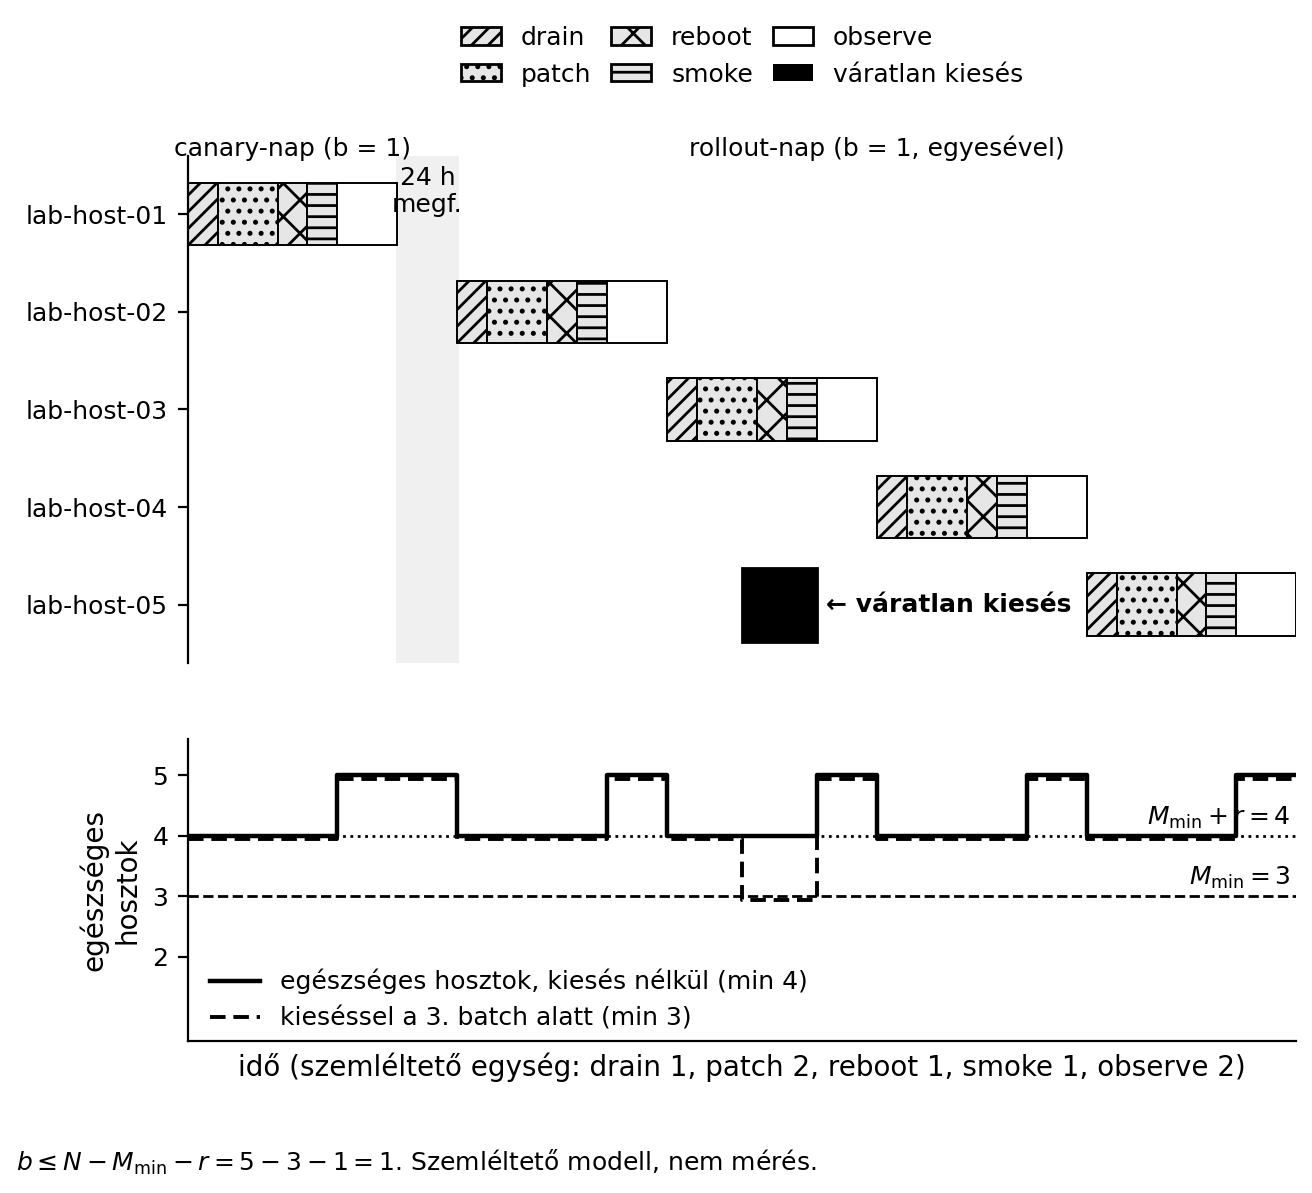 drain
reboot
observe
patch
smoke
váratlan kiesés
canary-nap (b = 1)
rollout-nap (b = 1, egyesével)
24 h
megf.
lab-host-01
lab-host-02
lab-host-03
lab-host-04
lab-host-05
← váratlan kiesés
egészséges
hosztok
5
4
3
2
M_min + r = 4
M_min = 3
egészséges hosztok, kiesés nélkül (min 4)
kieséssel a 3. batch alatt (min 3)
idő (szemléltető egység: drain 1, patch 2, reboot 1, smoke 1, observe 2)
b ≤ N − M_min − r = 5 − 3 − 1 = 1. Szemléltető modell, nem mérés.